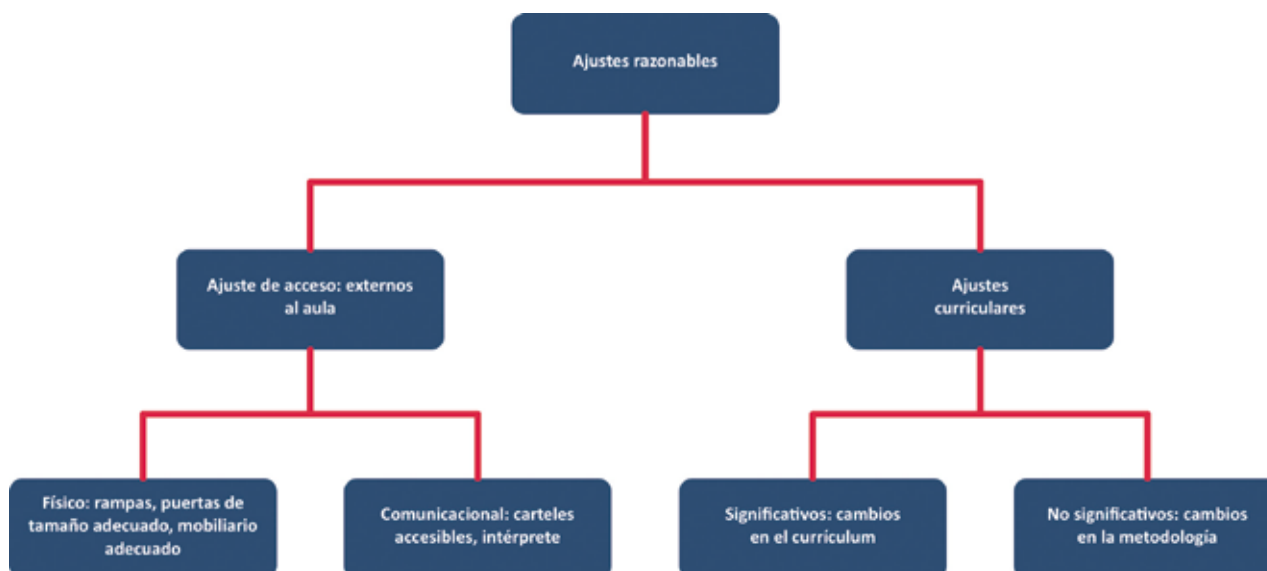 Ajustes razonables
Ajuste de acceso: externos
al aula
Ajustes
curriculares
Físico: rampas, puertas de
tamaño adecuado, mobiliario
adecuado
Comunicacional: carteles
accesibles, intérprete
Significativos: cambios
en el curriculum
No significativos: cambios
en la metodología